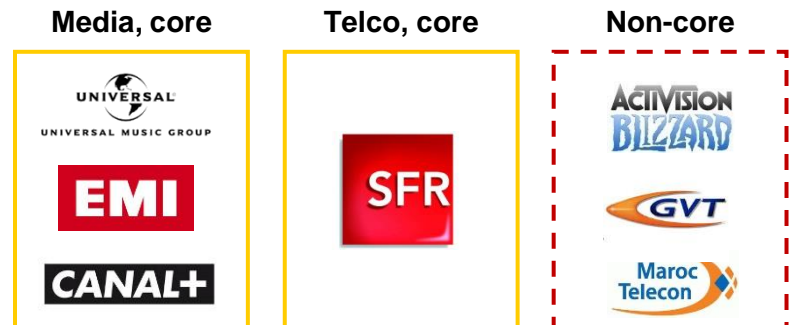 Media, core
UNIVERSAL
UNIVERSAL MUSIC GROUP
EMI
CANAL+
Telco, core
SFR
Non-core
ACTIVISION
BLIZZARD
GVT
Maroc
Telecon